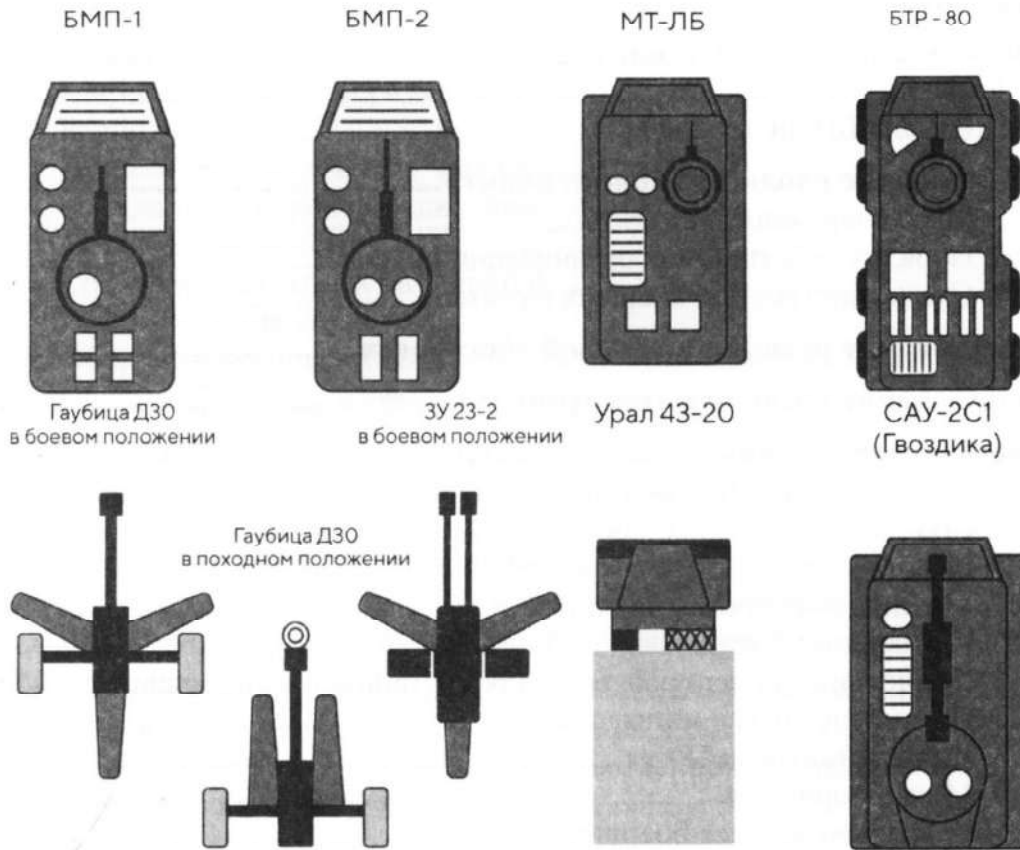 БМП-1
БМП-2
МТ-ЛБ
БТР - 80
Гаубица Д30
в боевом положении
ЗУ 23-2
в боевом положении
Урал 43-20
САУ-2С1
(Гвоздика)
Гаубица Д30
в походном положении